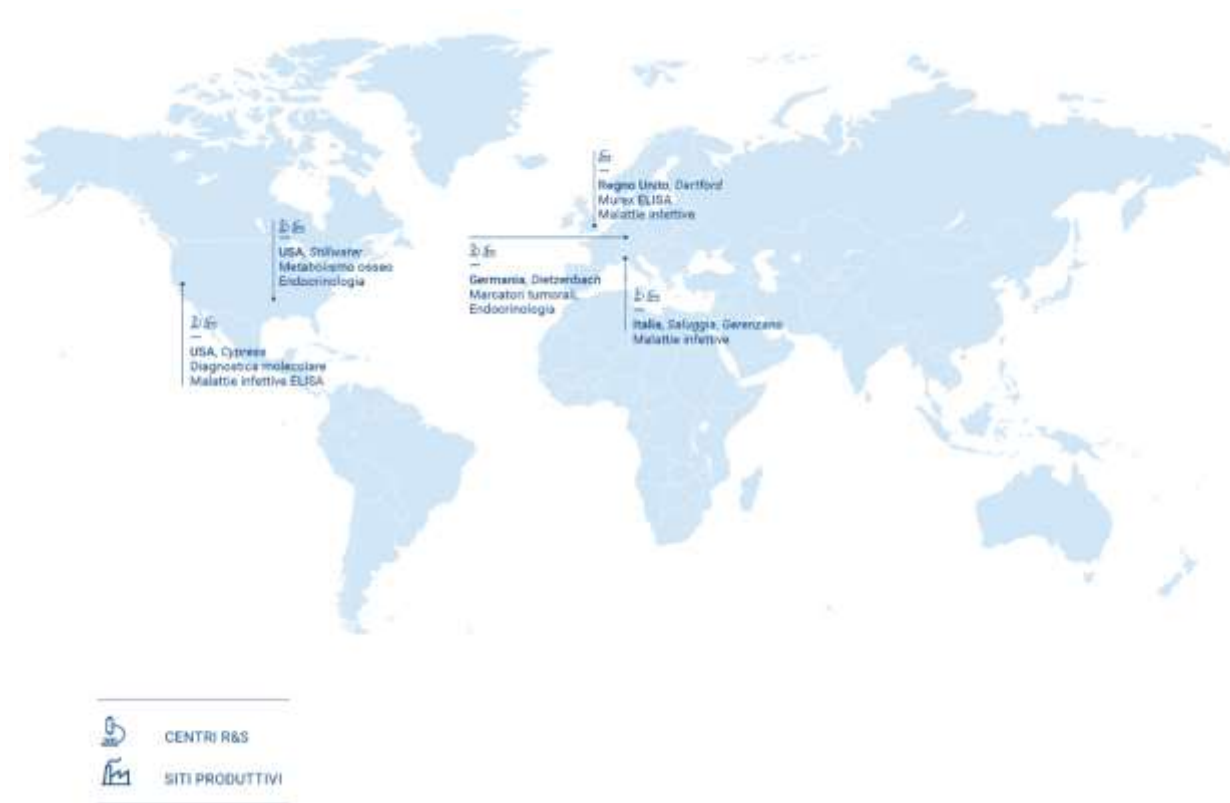 Regno Unito, Dartford
Murex ELISA
Malattie infettive
USA, Stillwater
Metabolismo osseo
Endocrinologia
Germania, Dietzenbach
Marcatori tumorali,
Endocrinologia
Italia, Saluggia, Gerenzano
Malattie infettive
USA, Cypress
Diagnostica molecolare
Malattie infettive ELISA
CENTRI R&S
SITI PRODUTTIVI